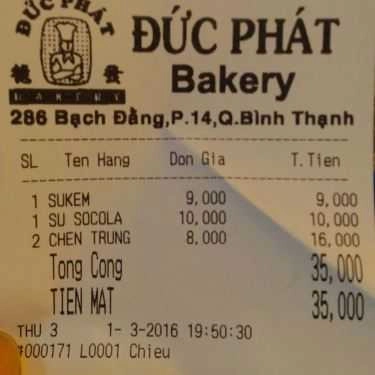 ĐỨC PHÁT
德 發
BAKERY
ĐỨC PHÁT
Bakery
286 Bạch Đằng,P.14,Q.Bình Thạnh
SL Ten Hang Don Gia T.Tien
1 SUKEM 9,000 9,000
1 SU SOCOLA 10,000 10,000
2 CHEN TRUNG 8,000 16,000
Tong Cong 35,000
TIEN MAT 35,000
THU 3 1- 3-2016 19:50:30
#000171 L0001 Chieu